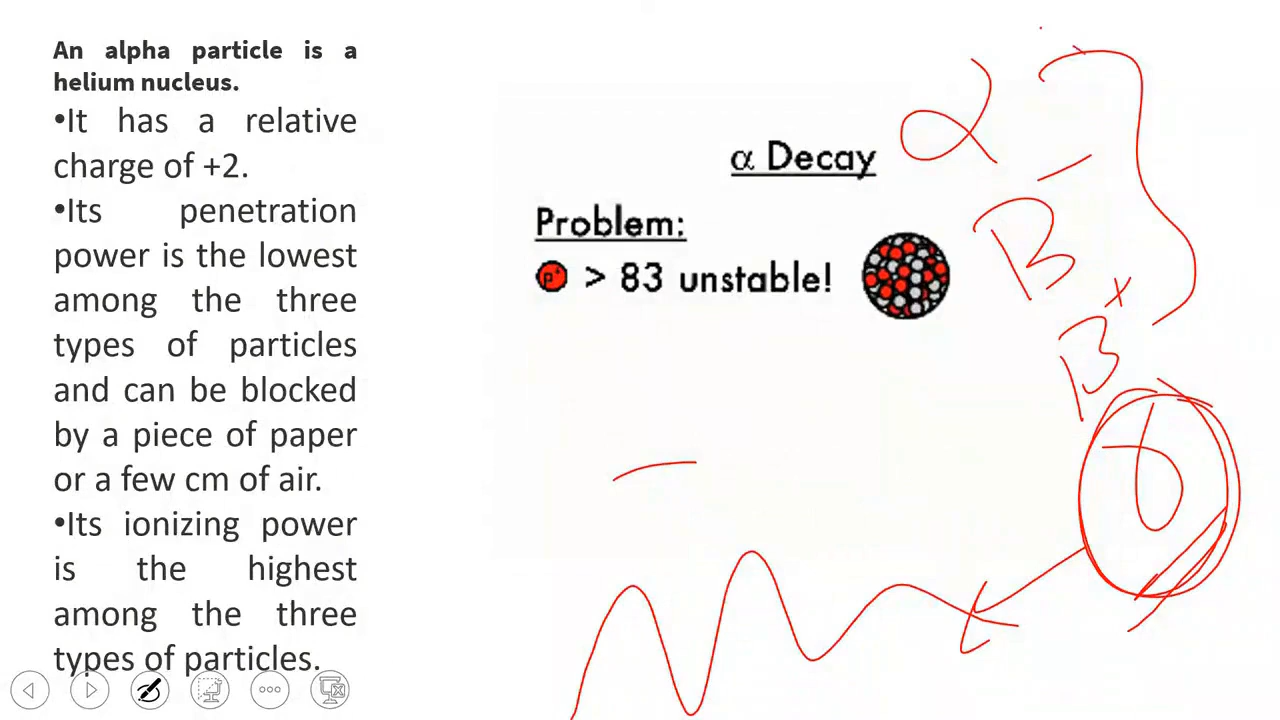 An alpha particle is a
helium nucleus.
•It has a relative
charge of +2.
•Its penetration
power is the lowest
among the three
types of particles
and can be blocked
by a piece of paper
or a few cm of air.
•Its ionizing power
is the highest
among the three
types of particles.
α Decay
Problem:
p⁺ > 83 unstable!
α
β⁻
β⁺
γ